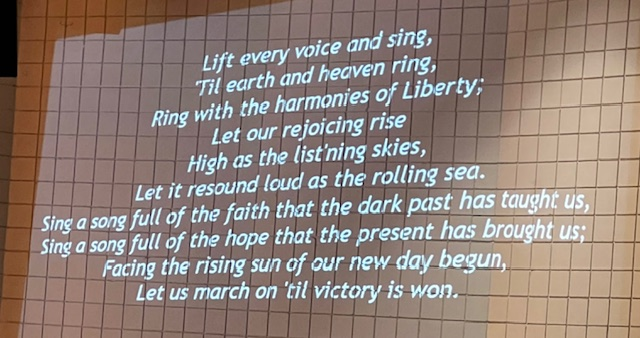 Lift every voice and sing,
'Til earth and heaven ring,
Ring with the harmonies of Liberty;
Let our rejoicing rise
High as the list'ning skies,
Let it resound loud as the rolling sea.
Sing a song full of the faith that the dark past has taught us,
Sing a song full of the hope that the present has brought us;
Facing the rising sun of our new day begun,
Let us march on 'til victory is won.